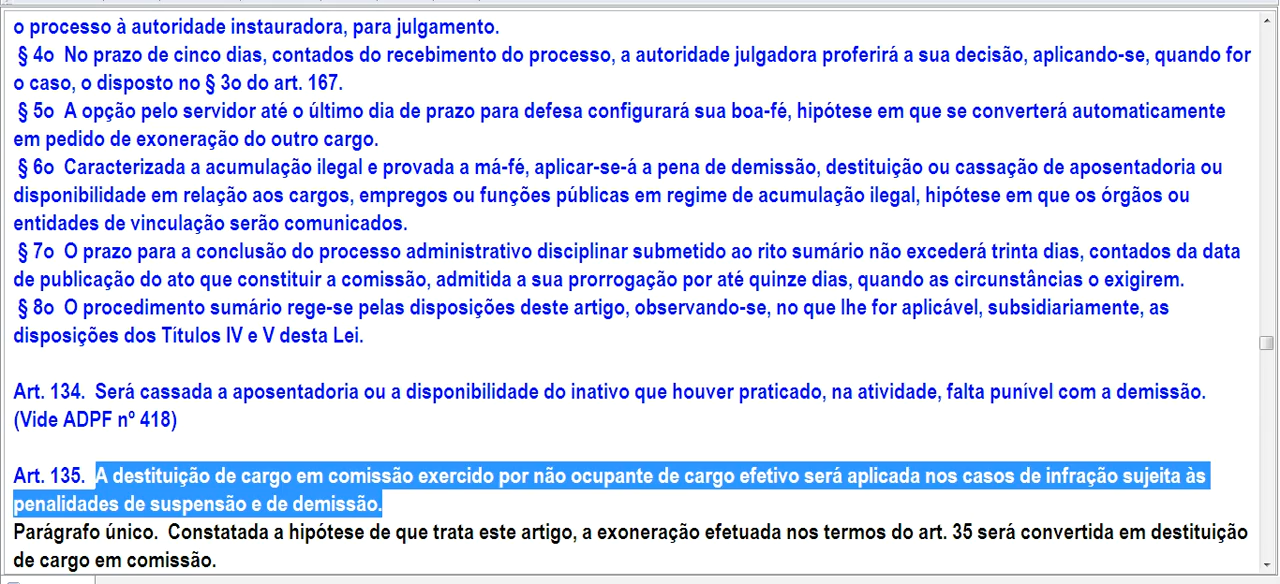 o processo à autoridade instauradora, para julgamento.
§ 4o  No prazo de cinco dias, contados do recebimento do processo, a autoridade julgadora proferirá a sua decisão, aplicando-se, quando for
o caso, o disposto no § 3o do art. 167.
§ 5o  A opção pelo servidor até o último dia de prazo para defesa configurará sua boa-fé, hipótese em que se converterá automaticamente
em pedido de exoneração do outro cargo.
§ 6o  Caracterizada a acumulação ilegal e provada a má-fé, aplicar-se-á a pena de demissão, destituição ou cassação de aposentadoria ou
disponibilidade em relação aos cargos, empregos ou funções públicas em regime de acumulação ilegal, hipótese em que os órgãos ou
entidades de vinculação serão comunicados.
§ 7o  O prazo para a conclusão do processo administrativo disciplinar submetido ao rito sumário não excederá trinta dias, contados da data
de publicação do ato que constituir a comissão, admitida a sua prorrogação por até quinze dias, quando as circunstâncias o exigirem.
§ 8o  O procedimento sumário rege-se pelas disposições deste artigo, observando-se, no que lhe for aplicável, subsidiariamente, as
disposições dos Títulos IV e V desta Lei.
Art. 134.  Será cassada a aposentadoria ou a disponibilidade do inativo que houver praticado, na atividade, falta punível com a demissão.
(Vide ADPF nº 418)
Art. 135.  A destituição de cargo em comissão exercido por não ocupante de cargo efetivo será aplicada nos casos de infração sujeita às
penalidades de suspensão e de demissão.
Parágrafo único.  Constatada a hipótese de que trata este artigo, a exoneração efetuada nos termos do art. 35 será convertida em destituição
de cargo em comissão.